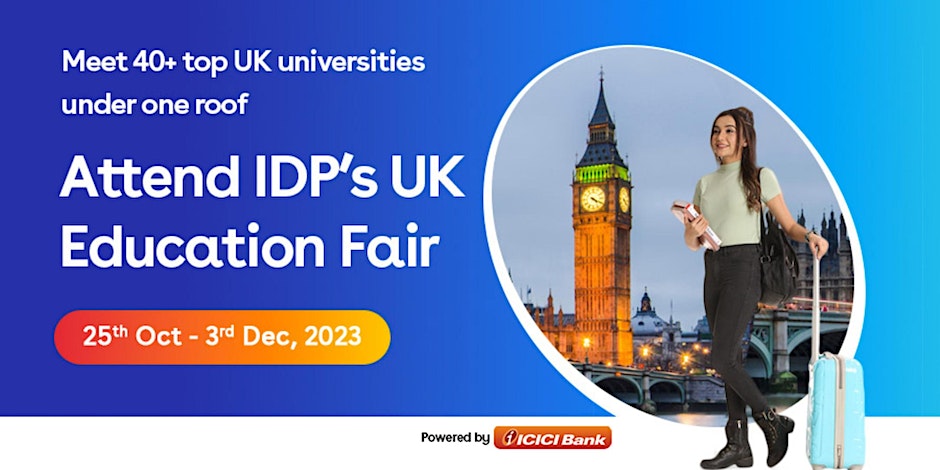 Meet 40+ top UK universities
under one roof
Attend IDP's UK
Education Fair
25th Oct - 3rd Dec, 2023
Powered by ICICI Bank